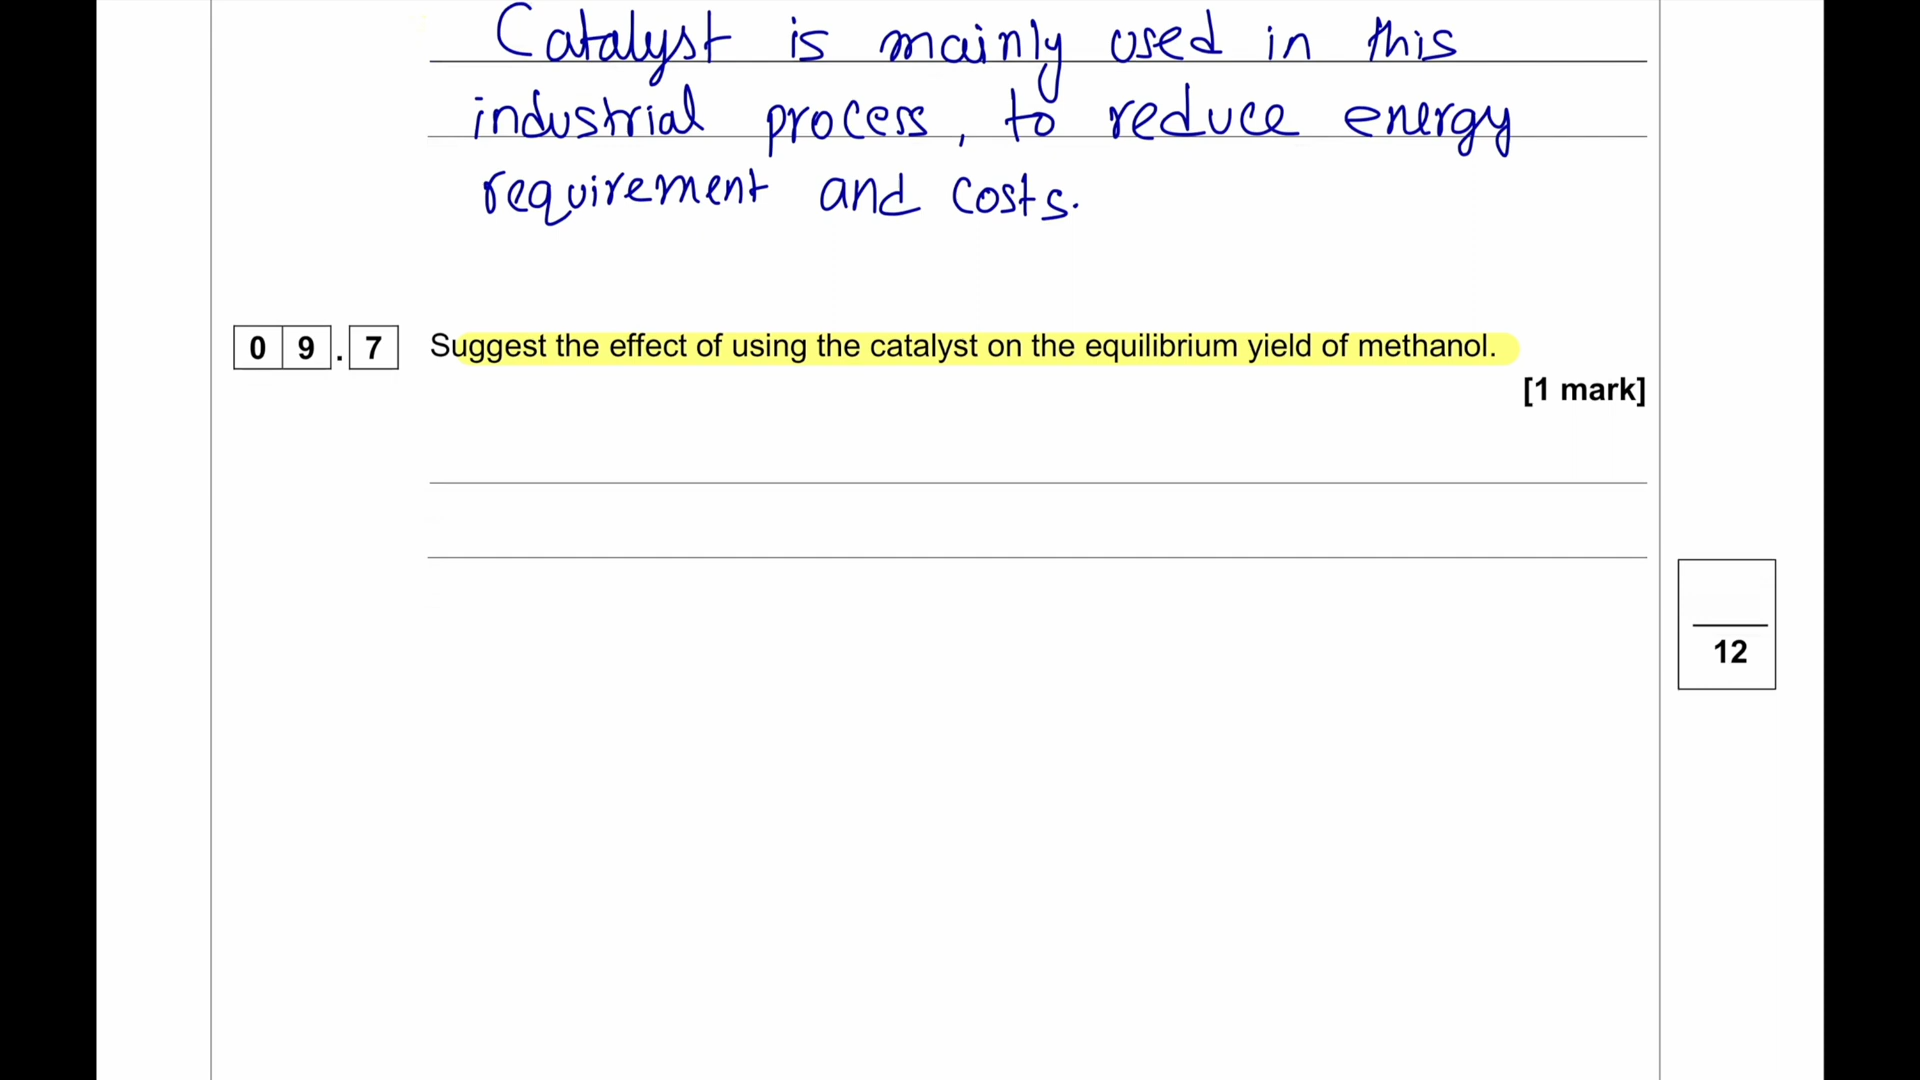 Catalyst is mainly used in this
industrial process, to reduce energy
requirement and costs.
0 9 . 7 Suggest the effect of using the catalyst on the equilibrium yield of methanol.
[1 mark]
12